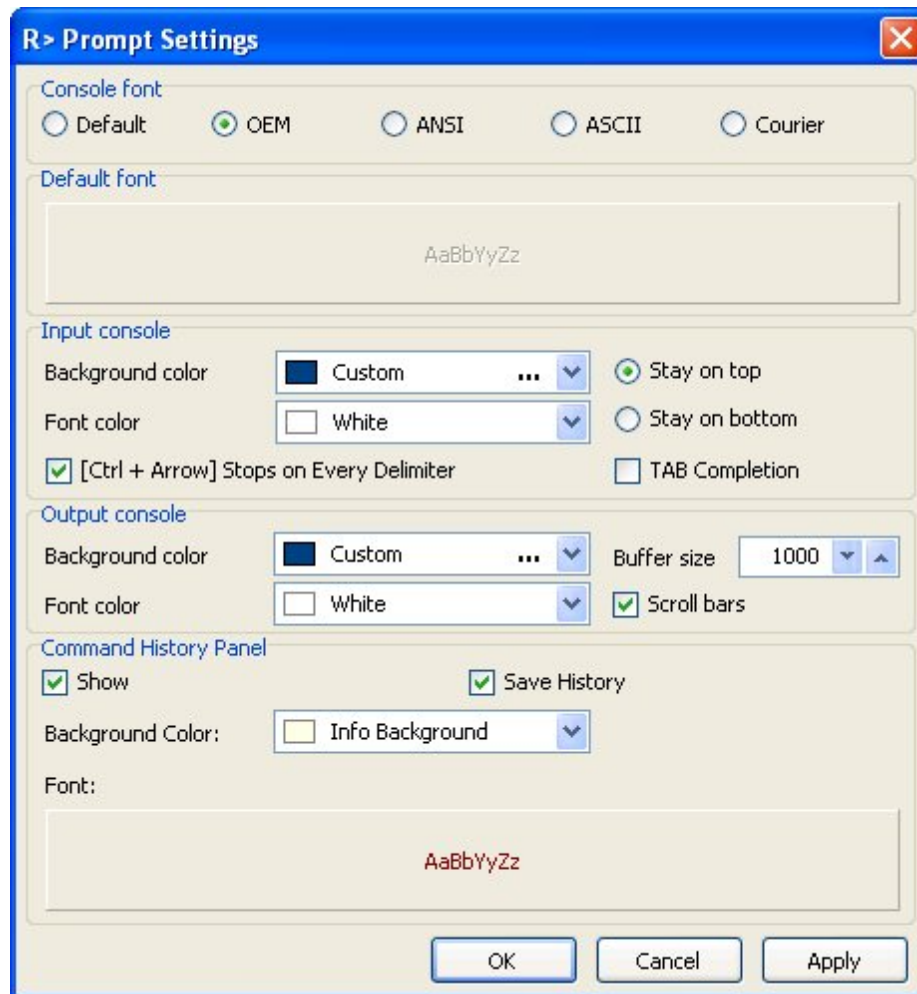 R> Prompt Settings
Console font
Default OEM ANSI ASCII Courier
Default font
AaBbYyZz
Input console
Background color Custom ... Stay on top
Font color White Stay on bottom
[Ctrl + Arrow] Stops on Every Delimiter TAB Completion
Output console
Background color Custom ... Buffer size 1000
Font color White Scroll bars
Command History Panel
Show Save History
Background Color: Info Background
Font:
AaBbYyZz
OK Cancel Apply